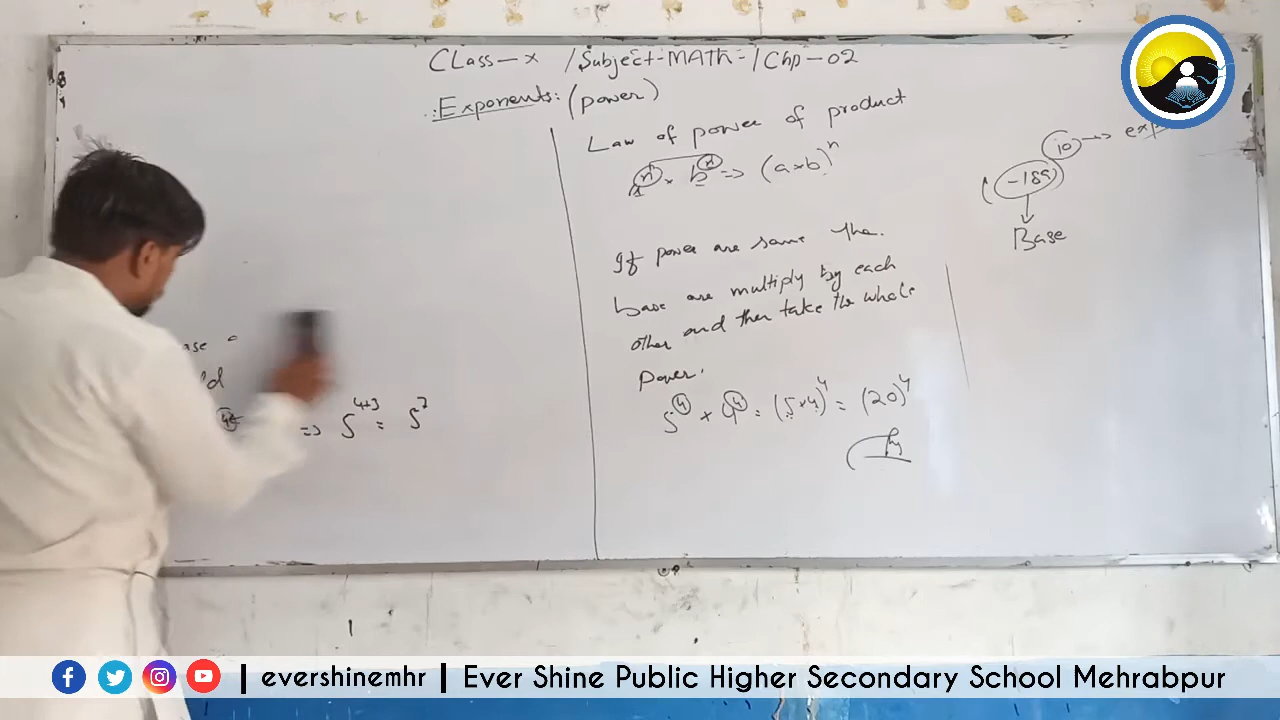 CLass-x /Subject-MATH-/Chp-02
Exponents: (power)
5^4+3 = 5^7
Law of power of product
a^n × b^n => (a×b)^n
If power are same the.
base are multiply by each
other and then take the whole
power.
5^4 × 4^4 = (5×4)^4 = (20)^4
(-189)^10
Base
| evershinemhr | Ever Shine Public Higher Secondary School Mehrabpur